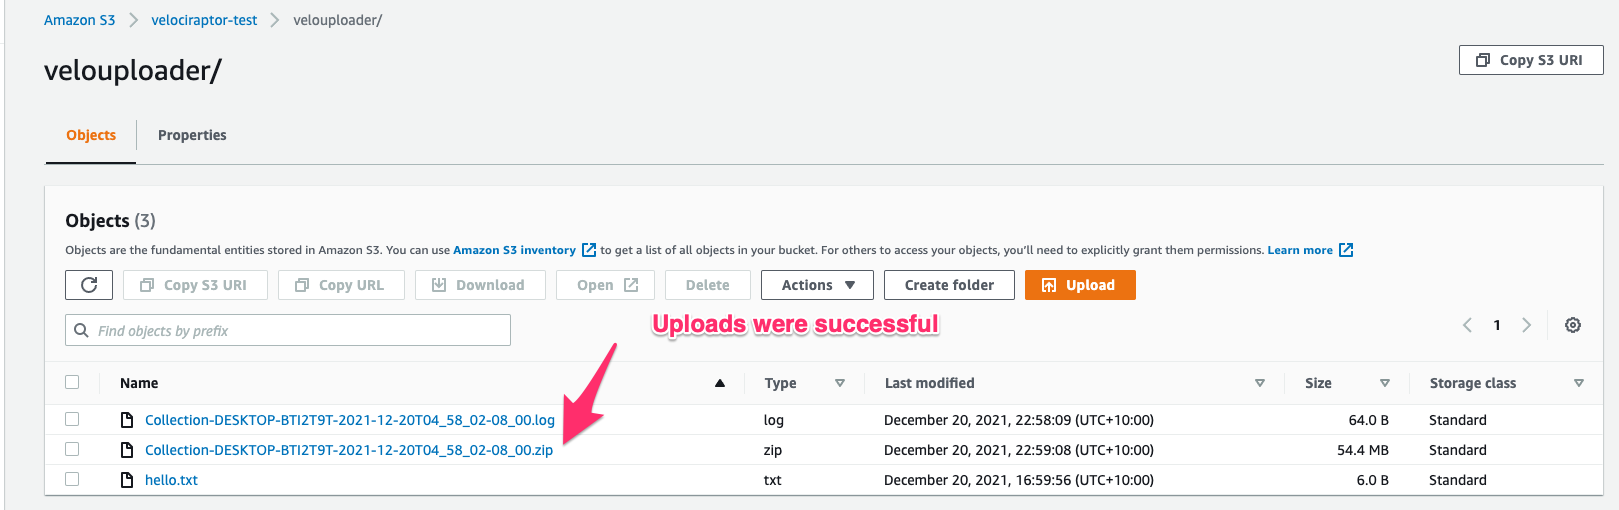 Amazon S3 > velociraptor-test > velouploader/
velouploader/
Copy S3 URI
Objects
Properties
Objects (3)
Objects are the fundamental entities stored in Amazon S3. You can use Amazon S3 inventory to get a list of all objects in your bucket. For others to access your objects, you'll need to explicitly grant them permissions. Learn more
Copy S3 URI Copy URL Download Open Delete Actions Create folder Upload
Find objects by prefix
Uploads were successful
1
Name Type Last modified Size Storage class
Collection-DESKTOP-BTI2T9T-2021-12-20T04_58_02-08_00.log log December 20, 2021, 22:58:09 (UTC+10:00) 64.0 B Standard
Collection-DESKTOP-BTI2T9T-2021-12-20T04_58_02-08_00.zip zip December 20, 2021, 22:59:08 (UTC+10:00) 54.4 MB Standard
hello.txt txt December 20, 2021, 16:59:56 (UTC+10:00) 6.0 B Standard